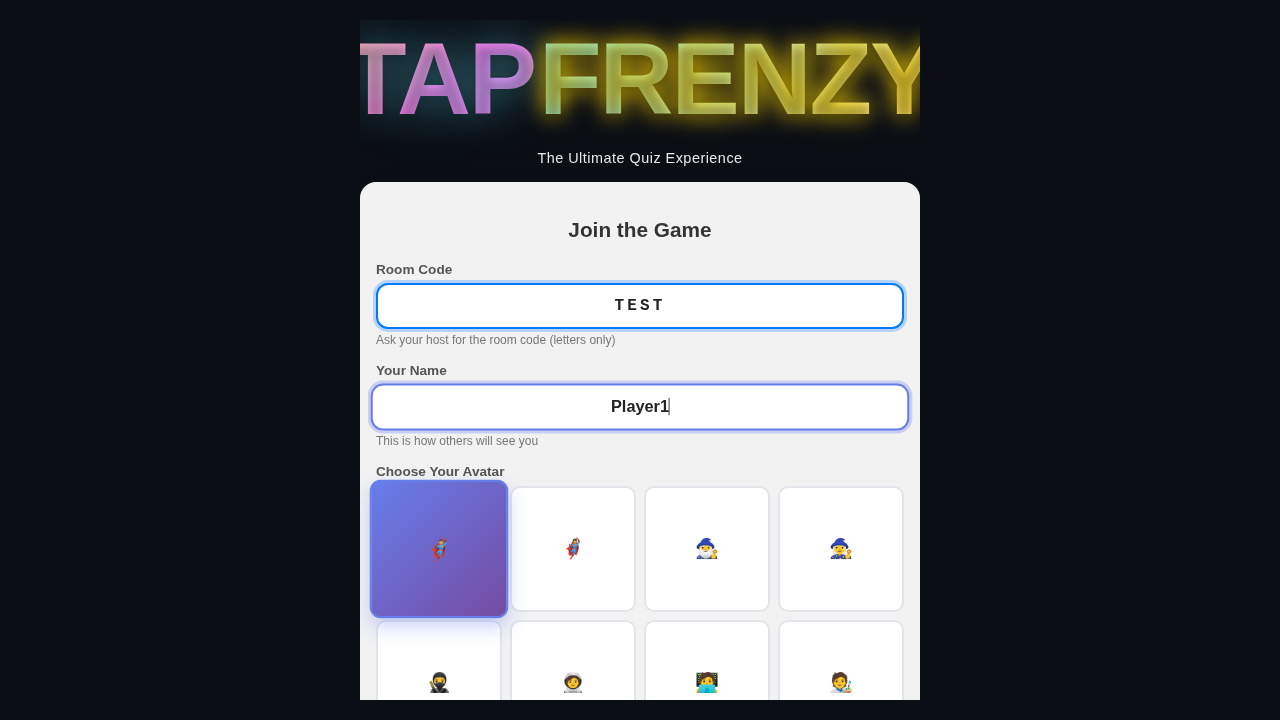 TAPFRENZY
The Ultimate Quiz Experience
Join the Game
Room Code
TEST
Ask your host for the room code (letters only)
Your Name
Player1
This is how others will see you
Choose Your Avatar